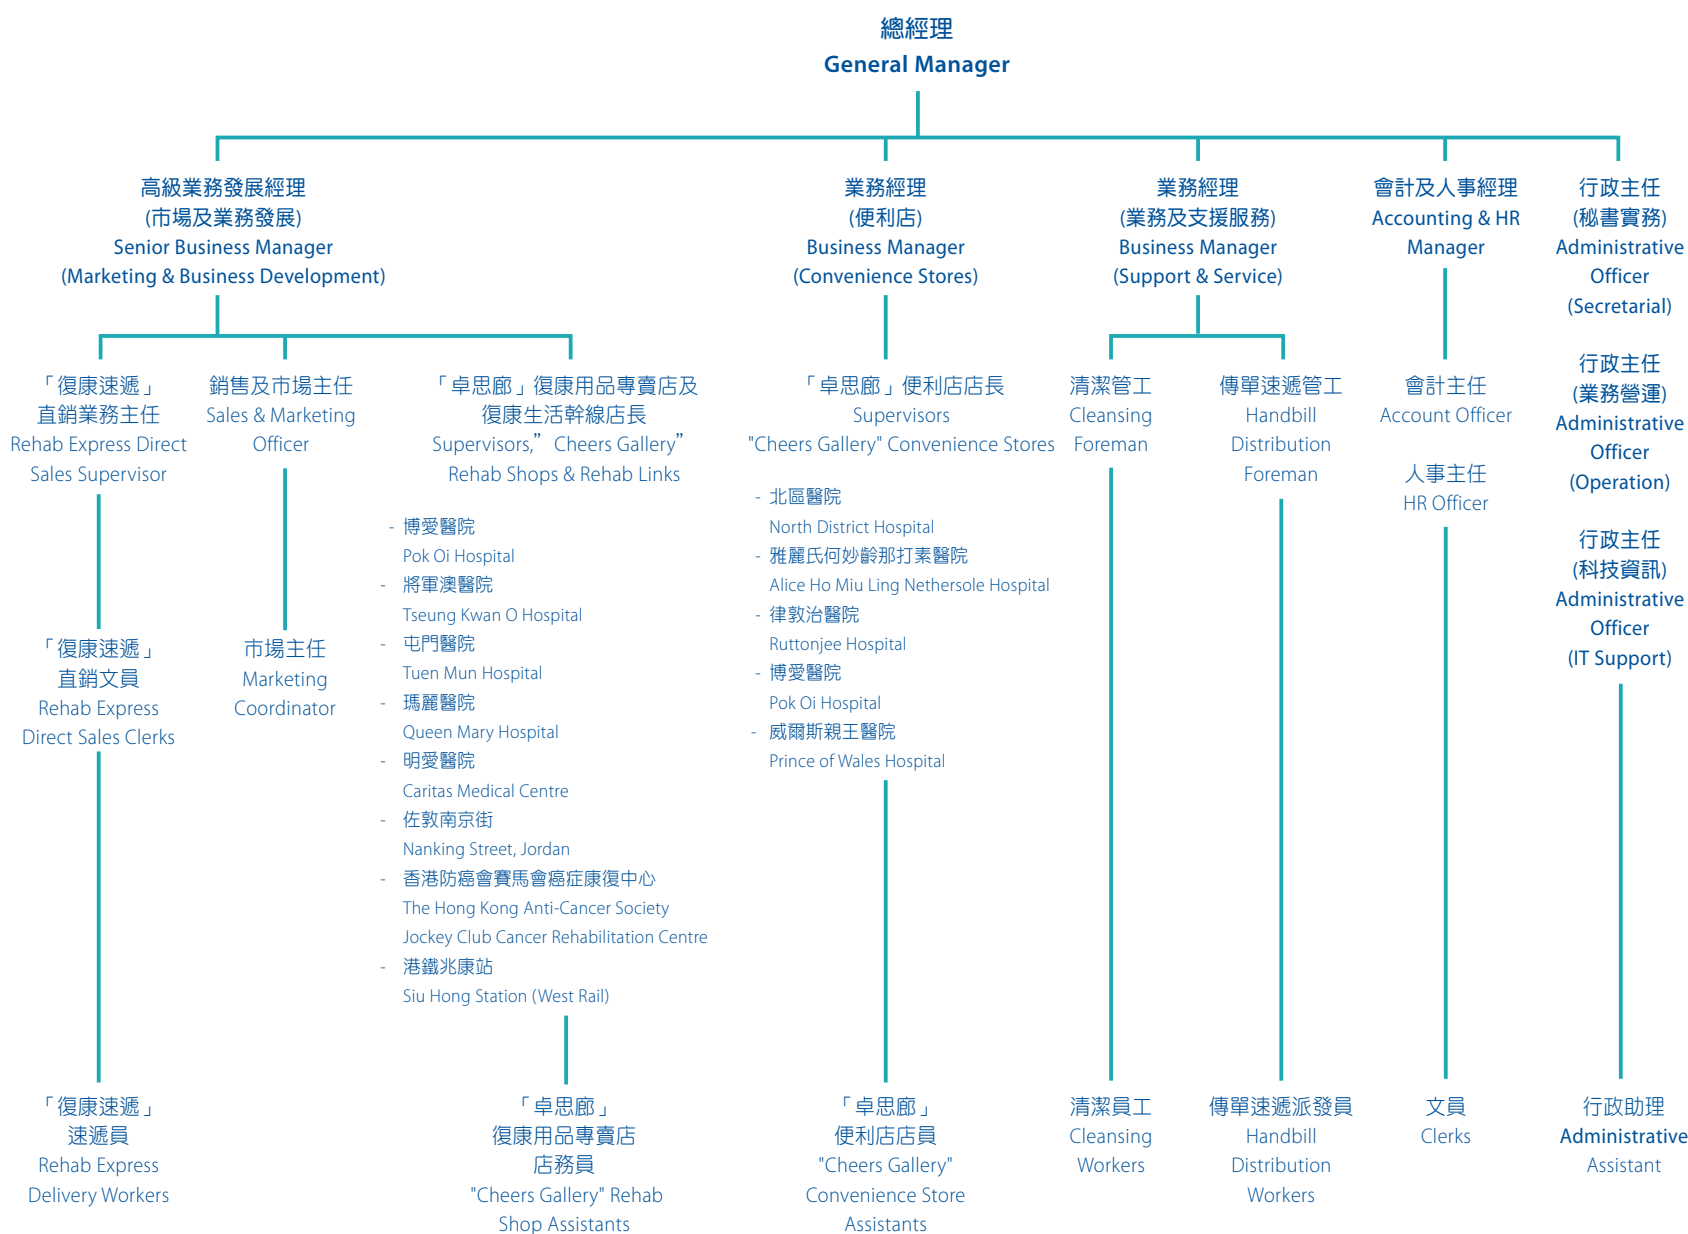 總經理
General Manager
高級業務發展經理
(市場及業務發展)
Senior Business Manager
(Marketing & Business Development)
業務經理
(便利店)
Business Manager
(Convenience Stores)
業務經理
(業務及支援服務)
Business Manager
(Support & Service)
會計及人事經理
Accounting & HR
Manager
行政主任
(秘書實務)
Administrative
Officer
(Secretarial)
行政主任
(業務營運)
Administrative
Officer
(Operation)
行政主任
(科技資訊)
Administrative
Officer
(IT Support)
「復康速遞」
直銷業務主任
Rehab Express Direct
Sales Supervisor
銷售及市場主任
Sales & Marketing
Officer
「卓思廊」復康用品專賣店及
復康生活幹線店長
Supervisors,” Cheers Gallery”
Rehab Shops & Rehab Links
- 博愛醫院
Pok Oi Hospital
- 將軍澳醫院
Tseung Kwan O Hospital
- 屯門醫院
Tuen Mun Hospital
- 瑪麗醫院
Queen Mary Hospital
- 明愛醫院
Caritas Medical Centre
- 佐敦南京街
Nanking Street, Jordan
- 香港防癌會賽馬會癌症康復中心
The Hong Kong Anti-Cancer Society
Jockey Club Cancer Rehabilitation Centre
- 港鐵兆康站
Siu Hong Station (West Rail)
「卓思廊」便利店店長
Supervisors
"Cheers Gallery" Convenience Stores
- 北區醫院
North District Hospital
- 雅麗氏何妙齡那打素醫院
Alice Ho Miu Ling Nethersole Hospital
- 律敦治醫院
Ruttonjee Hospital
- 博愛醫院
Pok Oi Hospital
- 威爾斯親王醫院
Prince of Wales Hospital
清潔管工
Cleansing
Foreman
傳單速遞管工
Handbill
Distribution
Foreman
會計主任
Account Officer
人事主任
HR Officer
「復康速遞」
直銷文員
Rehab Express
Direct Sales Clerks
市場主任
Marketing
Coordinator
「復康速遞」
速遞員
Rehab Express
Delivery Workers
「卓思廊」
復康用品專賣店
店務員
"Cheers Gallery" Rehab
Shop Assistants
「卓思廊」
便利店店員
"Cheers Gallery"
Convenience Store
Assistants
清潔員工
Cleansing
Workers
傳單速遞派發員
Handbill
Distribution
Workers
文員
Clerks
行政助理
Administrative
Assistant